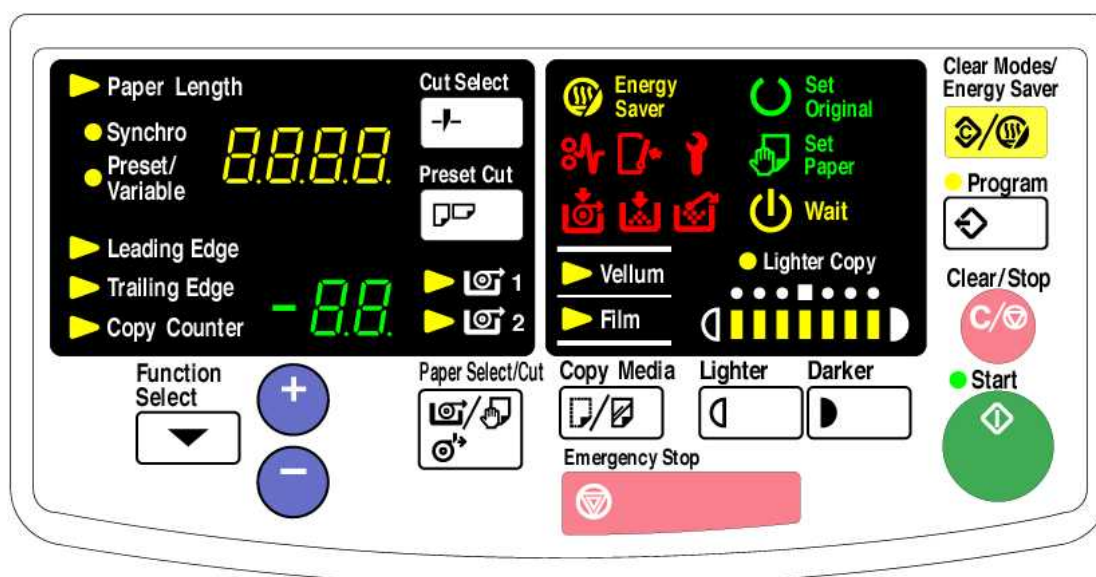 Paper Length
Synchro
Preset/
Variable
8.8.8.8.
Leading Edge
Trailing Edge
Copy Counter
-8.8.
Cut Select
Preset Cut
1
2
Energy
Saver
Set
Original
Set
Paper
Wait
Vellum
Film
Lighter Copy
Clear Modes/
Energy Saver
C/
Program
Clear/Stop
C/
Start
Function
Select
+
−
Paper Select/Cut
Copy Media
Lighter
Darker
Emergency Stop